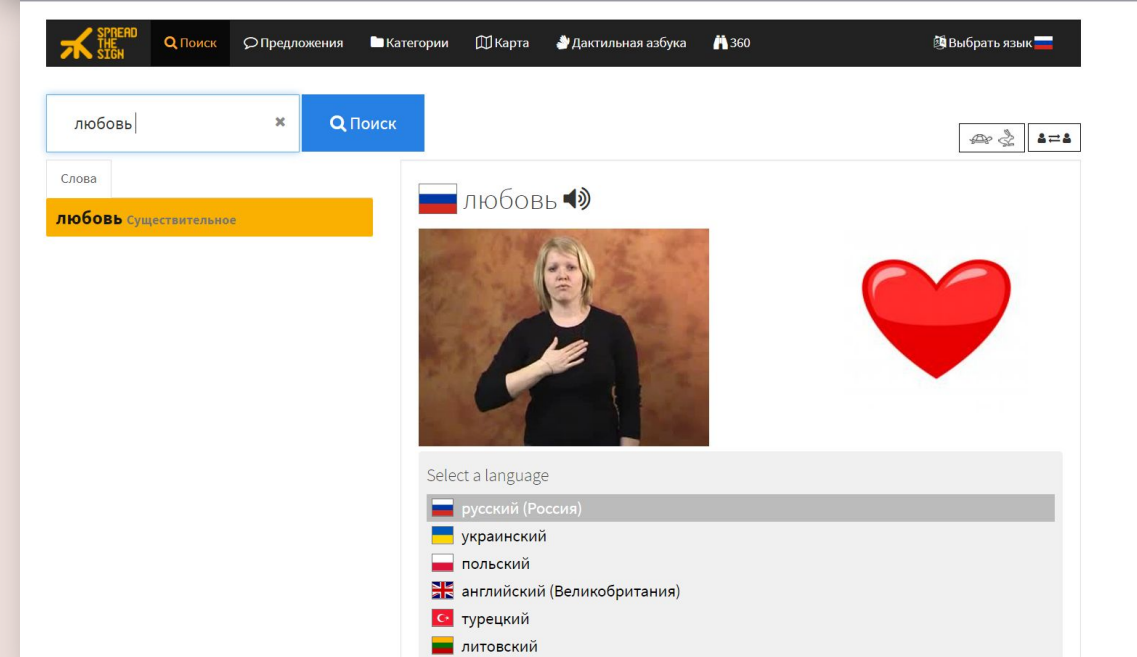 SPREAD
THE
SIGN
Поиск
Предложения
Категории
Карта
Дактильная азбука
360
Выбрать язык
любовь
Поиск
Слова
любовь Существительное
любовь
Select a language
русский (Россия)
украинский
польский
английский (Великобритания)
турецкий
литовский